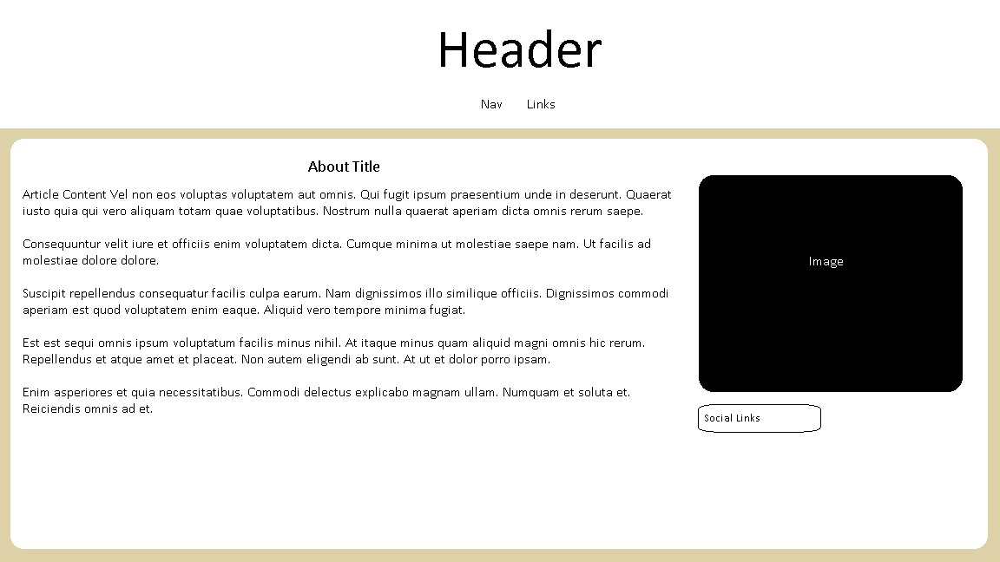 Header
Nav Links
About Title
Article Content Vel non eos voluptas voluptatem aut omnis. Qui fugit ipsum praesentium unde in deserunt. Quaerat
iusto quia qui vero aliquam totam quae voluptatibus. Nostrum nulla quaerat aperiam dicta omnis rerum saepe.
Consequuntur velit iure et officiis enim voluptatem dicta. Cumque minima ut molestiae saepe nam. Ut facilis ad
molestiae dolore dolore.
Suscipit repellendus consequatur facilis culpa earum. Nam dignissimos illo similique officiis. Dignissimos commodi
aperiam est quod voluptatem enim eaque. Aliquid vero tempore minima fugiat.
Est est sequi omnis ipsum voluptatum facilis minus nihil. At itaque minus quam aliquid magni omnis hic rerum.
Repellendus et atque amet et placeat. Non autem eligendi ab sunt. At ut et dolor porro ipsam.
Enim asperiores et quia necessitatibus. Commodi delectus explicabo magnam ullam. Numquam et soluta et.
Reiciendis omnis ad et.
Image
Social Links